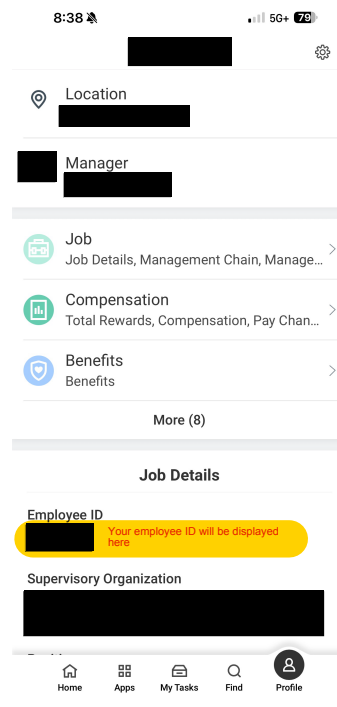 8:38
5G+ 79
Location
Manager
Job
Job Details, Management Chain, Manage...
Compensation
Total Rewards, Compensation, Pay Chan...
Benefits
Benefits
More (8)
Job Details
Employee ID
Your employee ID will be displayed
here
Supervisory Organization
Home Apps My Tasks Find Profile